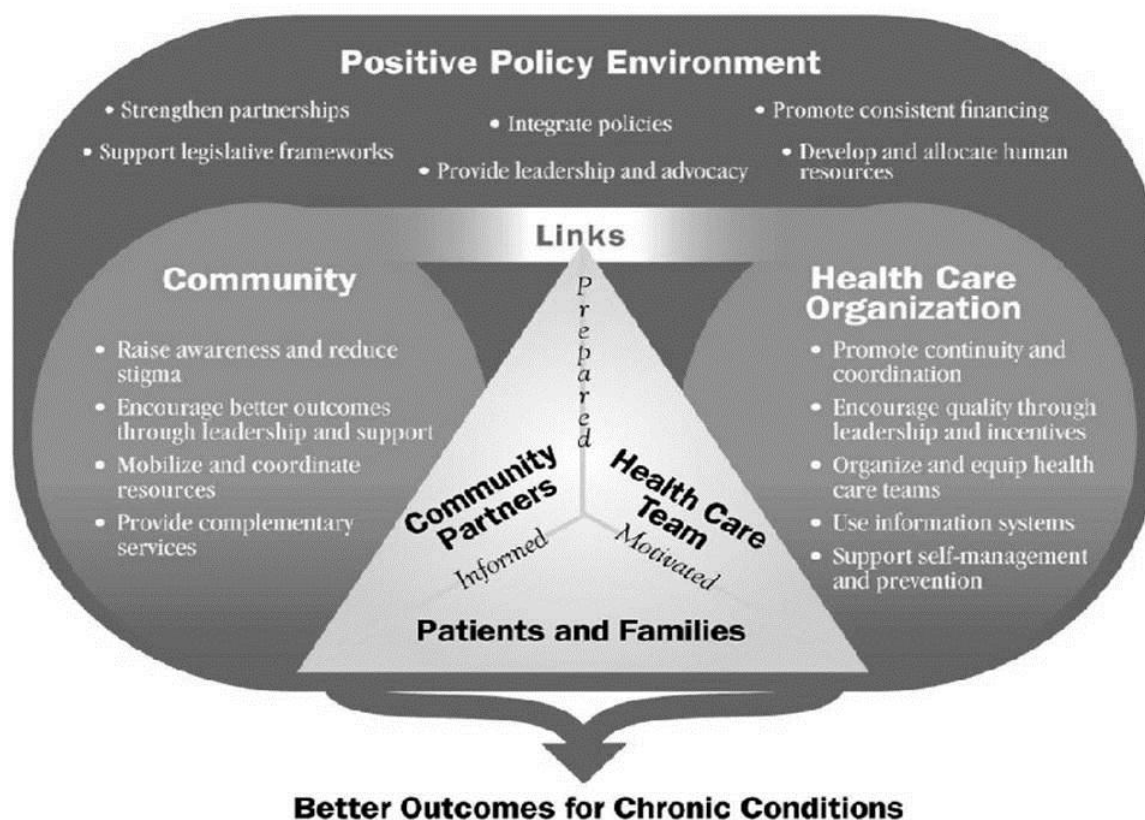 Positive Policy Environment
• Strengthen partnerships
• Support legislative frameworks
• Integrate policies
• Provide leadership and advocacy
• Promote consistent financing
• Develop and allocate human
resources
Links
Community
• Raise awareness and reduce
stigma
• Encourage better outcomes
through leadership and support
• Mobilize and coordinate
resources
• Provide complementary
services
Prepared
Community
Partners
Informed
Health Care
Team
Motivated
Patients and Families
Health Care
Organization
• Promote continuity and
coordination
• Encourage quality through
leadership and incentives
• Organize and equip health
care teams
• Use information systems
• Support self-management
and prevention
Better Outcomes for Chronic Conditions